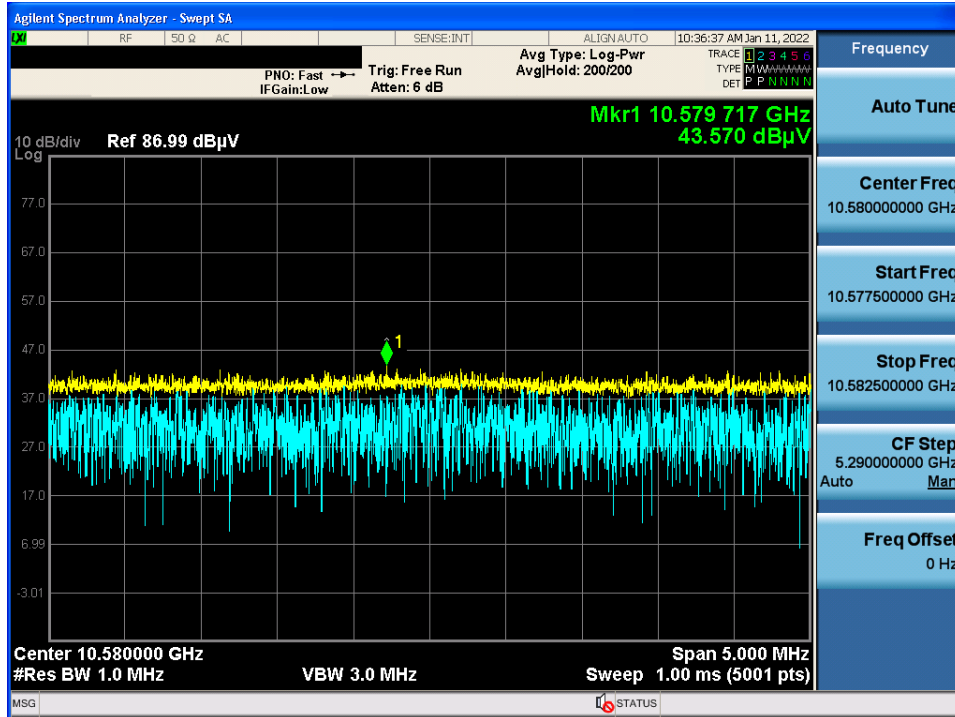 Agilent Spectrum Analyzer - Swept SA
LXI RF 50 Ω AC SENSE:INT ALIGN AUTO 10:36:37 AM Jan 11, 2022
Frequency
PNO: Fast Trig: Free Run Avg Type: Log-Pwr TRACE 1 2 3 4 5 6
IFGain:Low Atten: 6 dB Avg|Hold: 200/200 TYPE M W W W W W
DET P P N N N N
Mkr1 10.579 717 GHz
43.570 dBµV
10 dB/div Ref 86.99 dBµV
Log
77.0
67.0
57.0
47.0
37.0
27.0
17.0
6.99
-3.01
1
Center 10.580000 GHz Span 5.000 MHz
#Res BW 1.0 MHz VBW 3.0 MHz Sweep 1.00 ms (5001 pts)
MSG STATUS
Auto Tune
Center Freq
10.580000000 GHz
Start Freq
10.577500000 GHz
Stop Freq
10.582500000 GHz
CF Step
5.290000000 GHz
Auto Man
Freq Offset
0 Hz